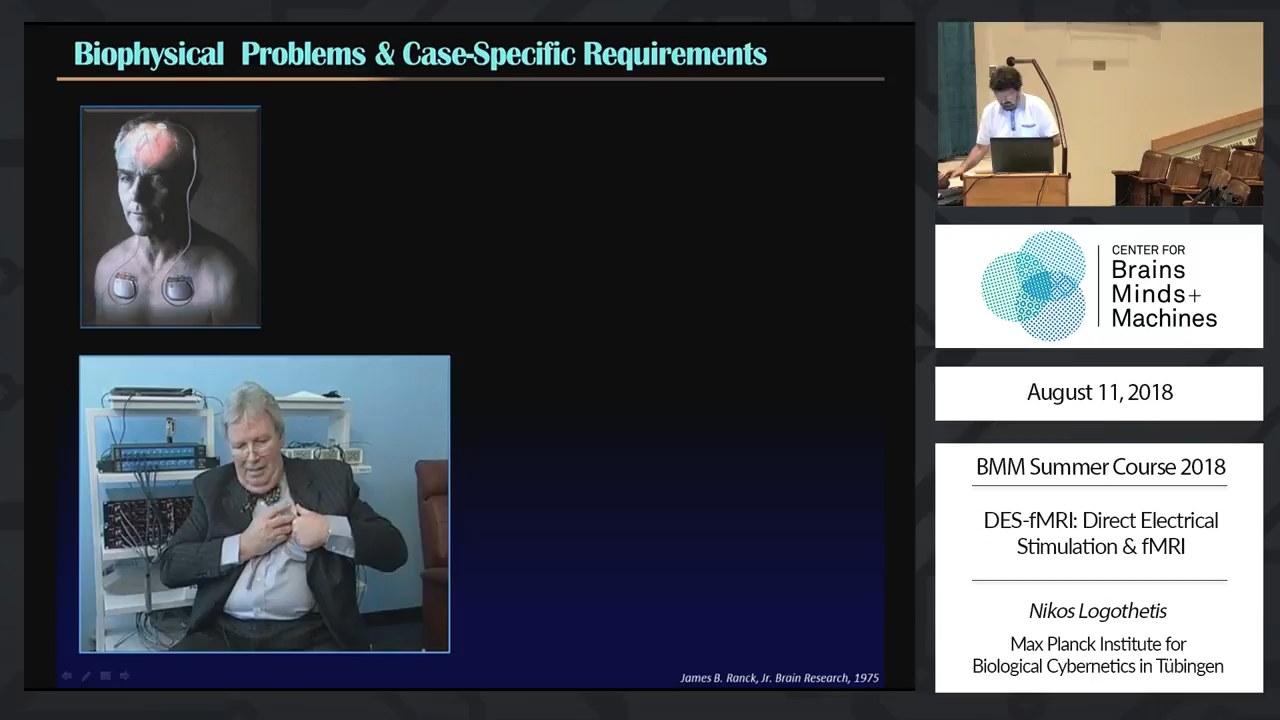 Biophysical Problems & Case-Specific Requirements
James B. Ranck, Jr. Brain Research, 1975
CENTER FOR
Brains
Minds+
Machines
August 11, 2018
BMM Summer Course 2018
DES-fMRI: Direct Electrical
Stimulation & fMRI
Nikos Logothetis
Max Planck Institute for
Biological Cybernetics in Tübingen